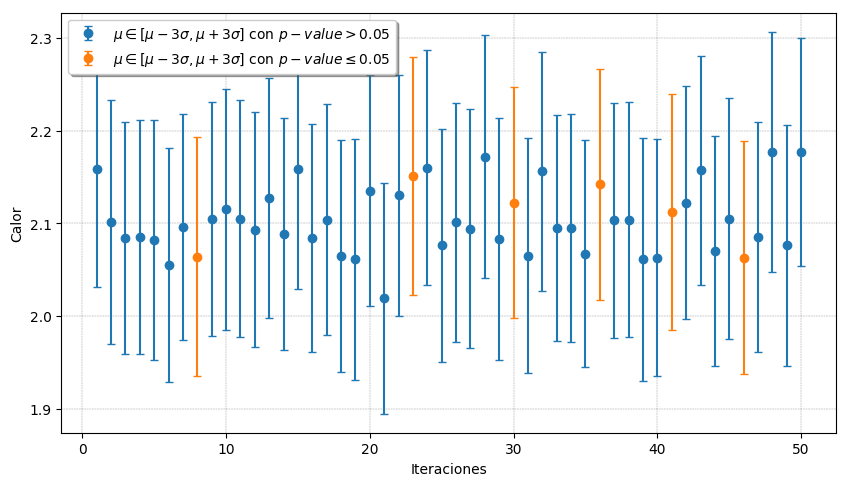 μ ∈ [μ − 3σ, μ + 3σ] con p − value > 0.05
μ ∈ [μ − 3σ, μ + 3σ] con p − value ≤ 0.05
2.3
2.2
2.1
2.0
1.9
Calor
0 10 20 30 40 50
Iteraciones